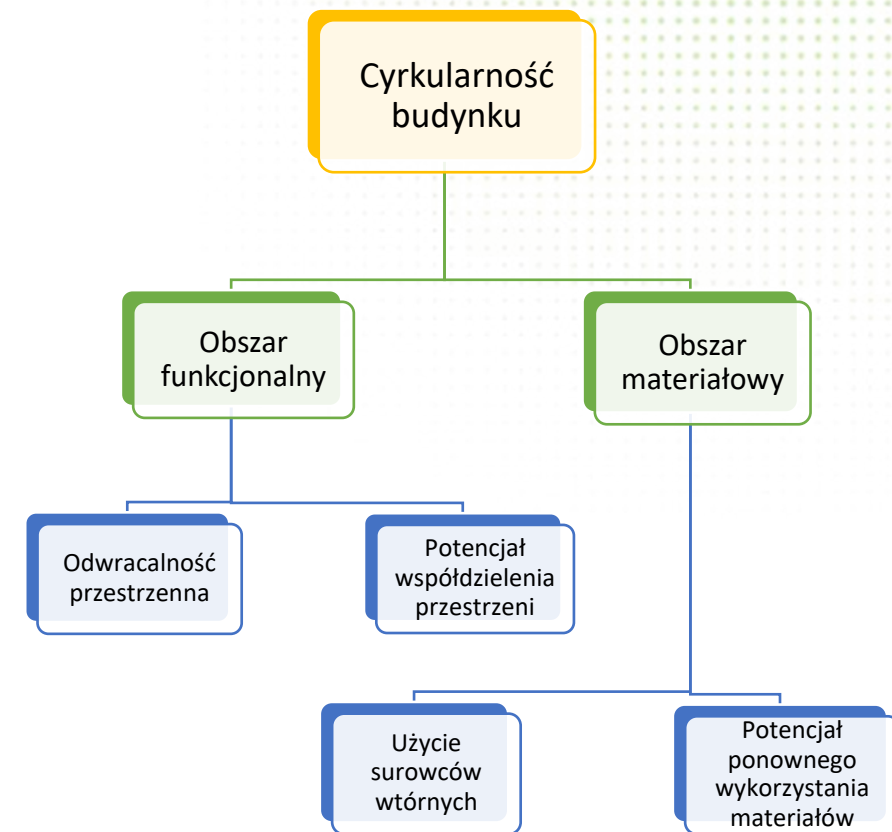 Cyrkularność
budynku
Obszar
funkcjonalny
Obszar
materiałowy
Odwracalność
przestrzenna
Potencjał
współdzielenia
przestrzeni
Użycie
surowców
wtórnych
Potencjał
ponownego
wykorzystania
materiałów